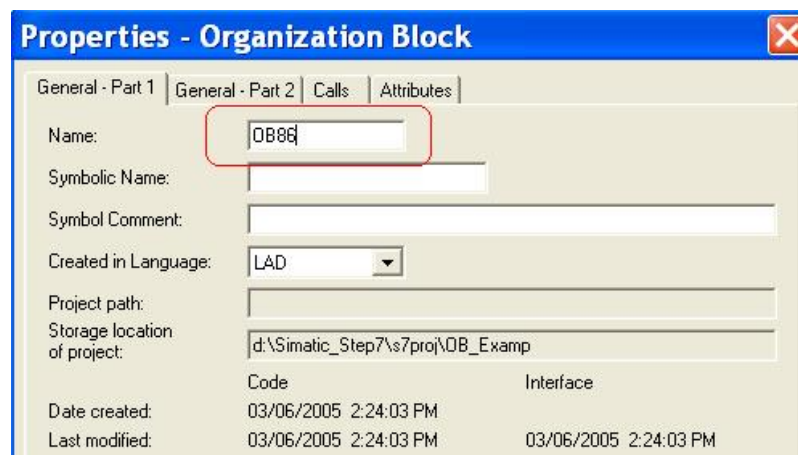 Properties - Organization Block
General - Part 1 General - Part 2 Calls Attributes
Name: OB86
Symbolic Name:
Symbol Comment:
Created in Language: LAD
Project path:
Storage location
of project: d:\Simatic_Step7\s7proj\OB_Examp
Code Interface
Date created: 03/06/2005 2:24:03 PM
Last modified: 03/06/2005 2:24:03 PM 03/06/2005 2:24:03 PM